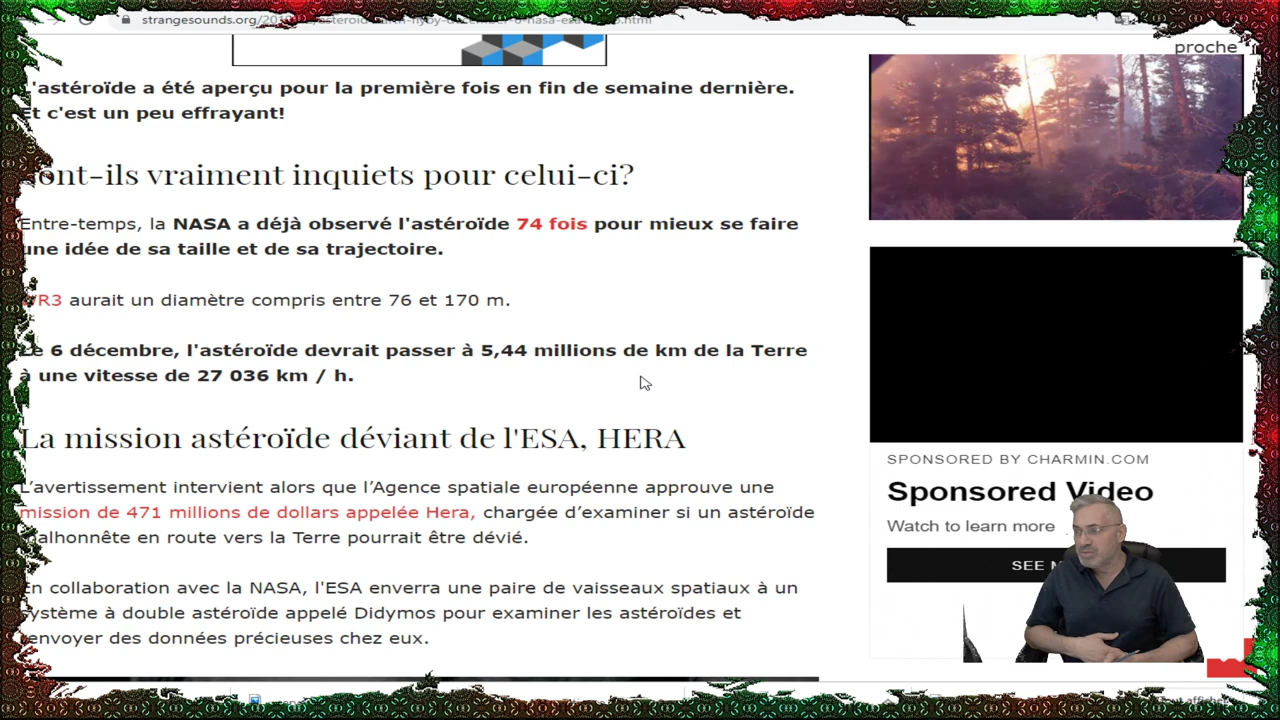 strangesounds.org/
proche
L'astéroïde a été aperçu pour la première fois en fin de semaine dernière.
Et c'est un peu effrayant!
Sont-ils vraiment inquiets pour celui-ci?
Entre-temps, la NASA a déjà observé l'astéroïde 74 fois pour mieux se faire
une idée de sa taille et de sa trajectoire.
WR3 aurait un diamètre compris entre 76 et 170 m.
Le 6 décembre, l'astéroïde devrait passer à 5,44 millions de km de la Terre
à une vitesse de 27 036 km / h.
La mission astéroïde déviant de l'ESA, HERA
L'avertissement intervient alors que l'Agence spatiale européenne approuve une
mission de 471 millions de dollars appelée Hera, chargée d'examiner si un astéroïde
malhonnête en route vers la Terre pourrait être dévié.
En collaboration avec la NASA, l'ESA enverra une paire de vaisseaux spatiaux à un
système à double astéroïde appelé Didymos pour examiner les astéroïdes et
renvoyer des données précieuses chez eux.
SPONSORED BY CHARMIN.COM
Sponsored Video
Watch to learn more
SEE